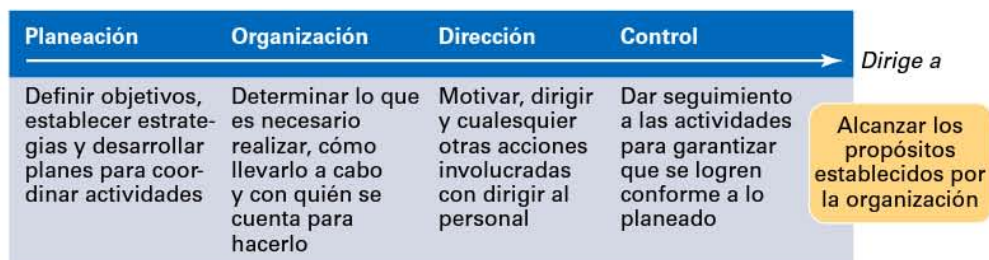 Planeación
Organización
Dirección
Control
Dirige a
Definir objetivos,
establecer estrate-
gias y desarrollar
planes para coor-
dinar actividades
Determinar lo que
es necesario
realizar, cómo
llevarlo a cabo
y con quién se
cuenta para
hacerlo
Motivar, dirigir
y cualesquier
otras acciones
involucradas
con dirigir al
personal
Dar seguimiento
a las actividades
para garantizar
que se logren
conforme a lo
planeado
Alcanzar los
propósitos
establecidos por
la organización